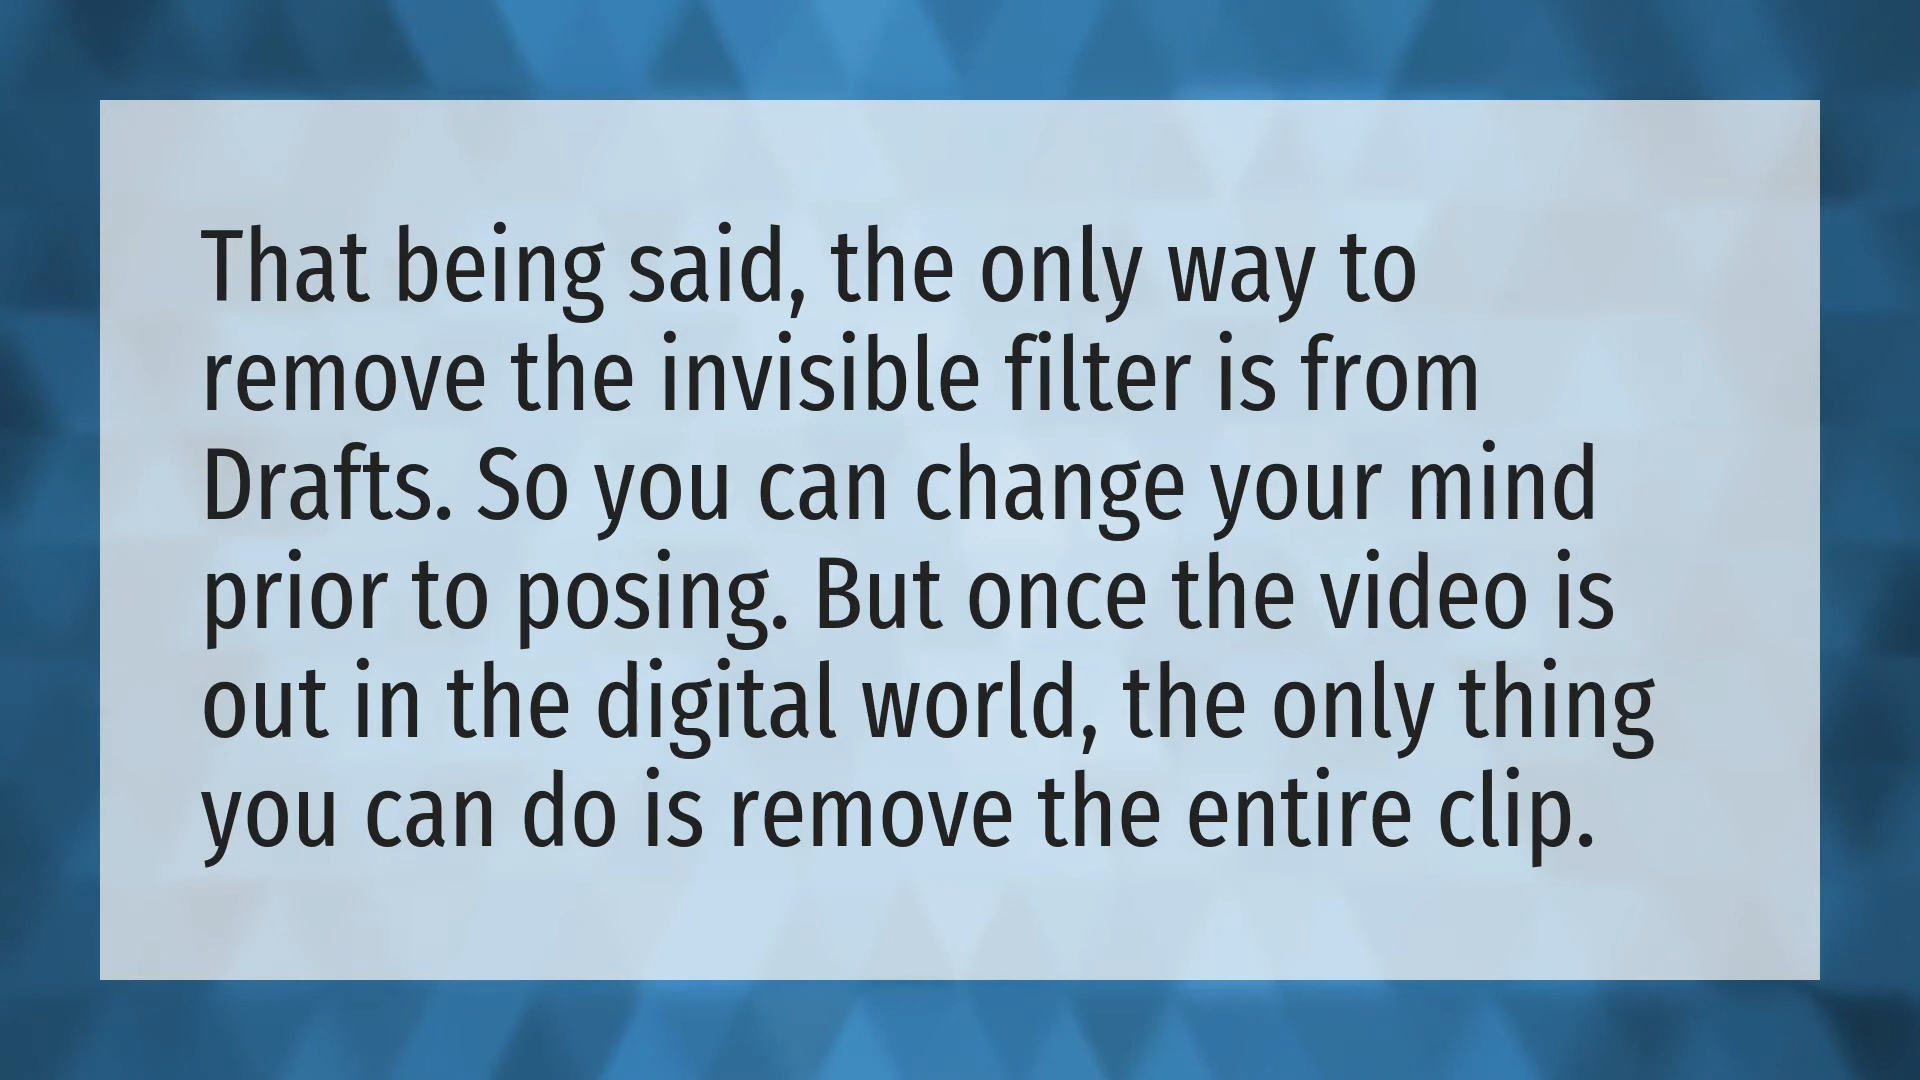 That being said, the only way to
remove the invisible filter is from
Drafts. So you can change your mind
prior to posing. But once the video is
out in the digital world, the only thing
you can do is remove the entire clip.